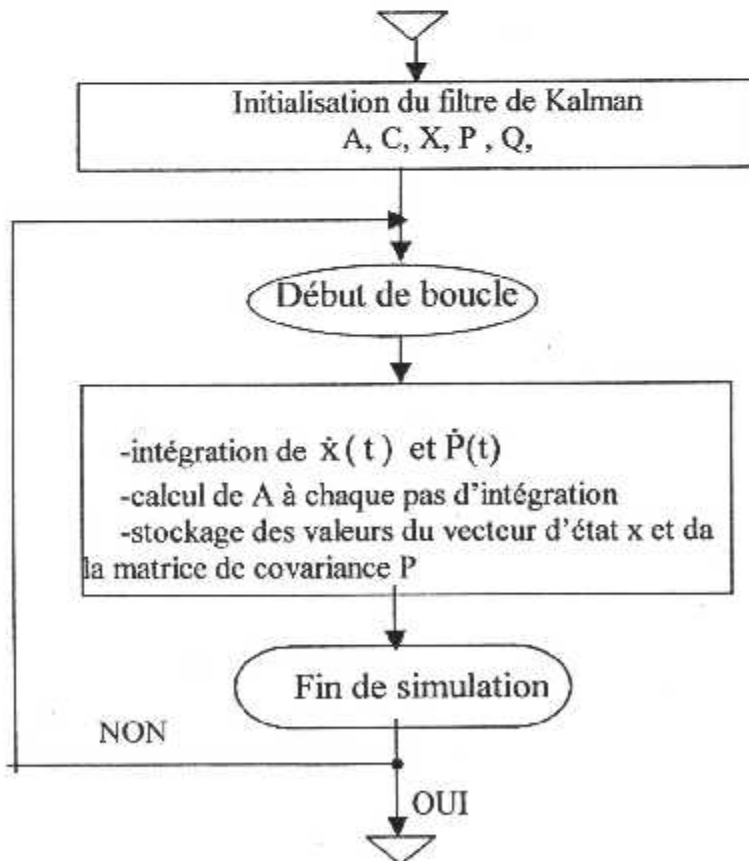 Initialisation du filtre de Kalman
A, C, X, P , Q,
Début de boucle
-intégration de ẋ(t) et Ṗ(t)
-calcul de A à chaque pas d'intégration
-stockage des valeurs du vecteur d'état x et da
la matrice de covariance P
Fin de simulation
NON
OUI